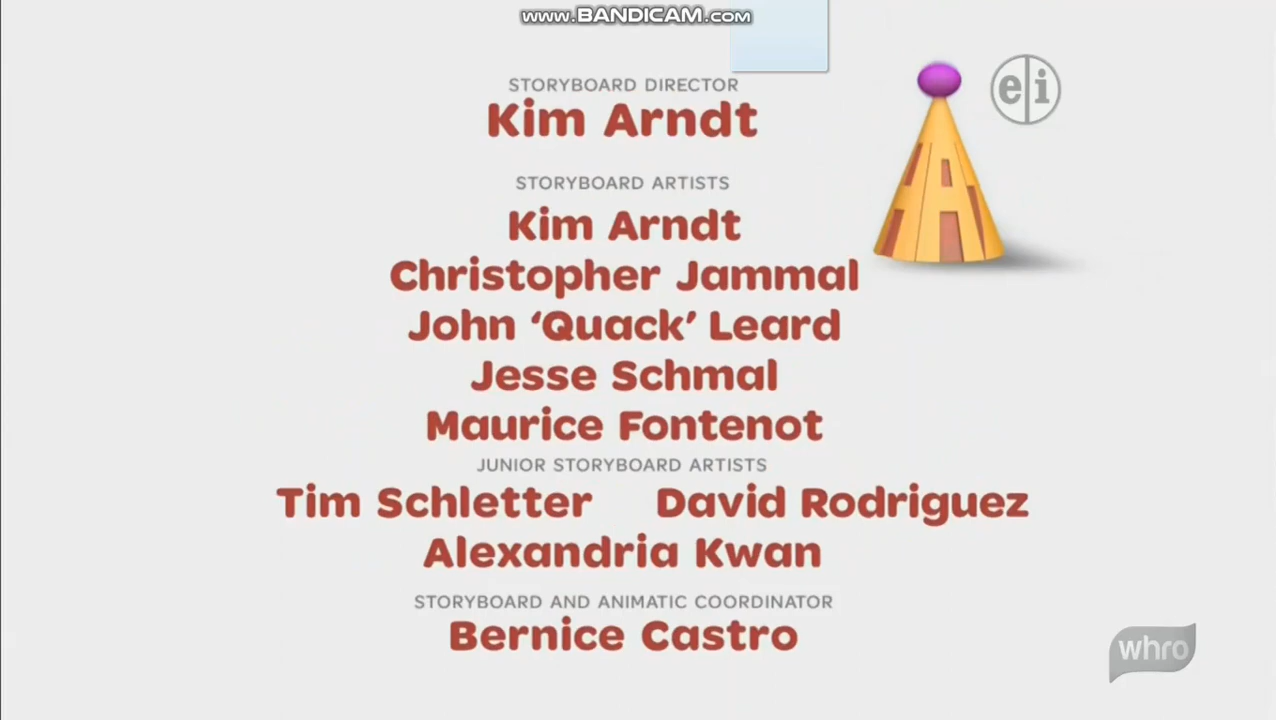 www.BANDICAM.com
STORYBOARD DIRECTOR
Kim Arndt
e|i
STORYBOARD ARTISTS
Kim Arndt
Christopher Jammal
John ‘Quack’ Leard
Jesse Schmal
Maurice Fontenot
JUNIOR STORYBOARD ARTISTS
Tim Schletter David Rodriguez
Alexandria Kwan
STORYBOARD AND ANIMATIC COORDINATOR
Bernice Castro
whro